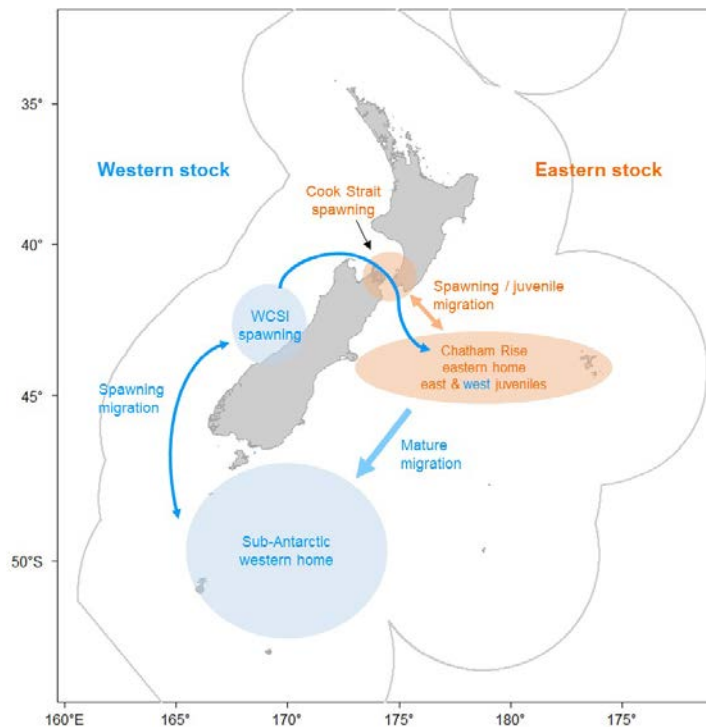 35°
Western stock
Eastern stock
Cook Strait
spawning
40°
Spawning / juvenile
migration
WCSI
spawning
Chatham Rise
eastern home
east & west juveniles
45°
Spawning
migration
Mature
migration
Sub-Antarctic
western home
50°S
160°E
165°
170°
175°
180°
175°